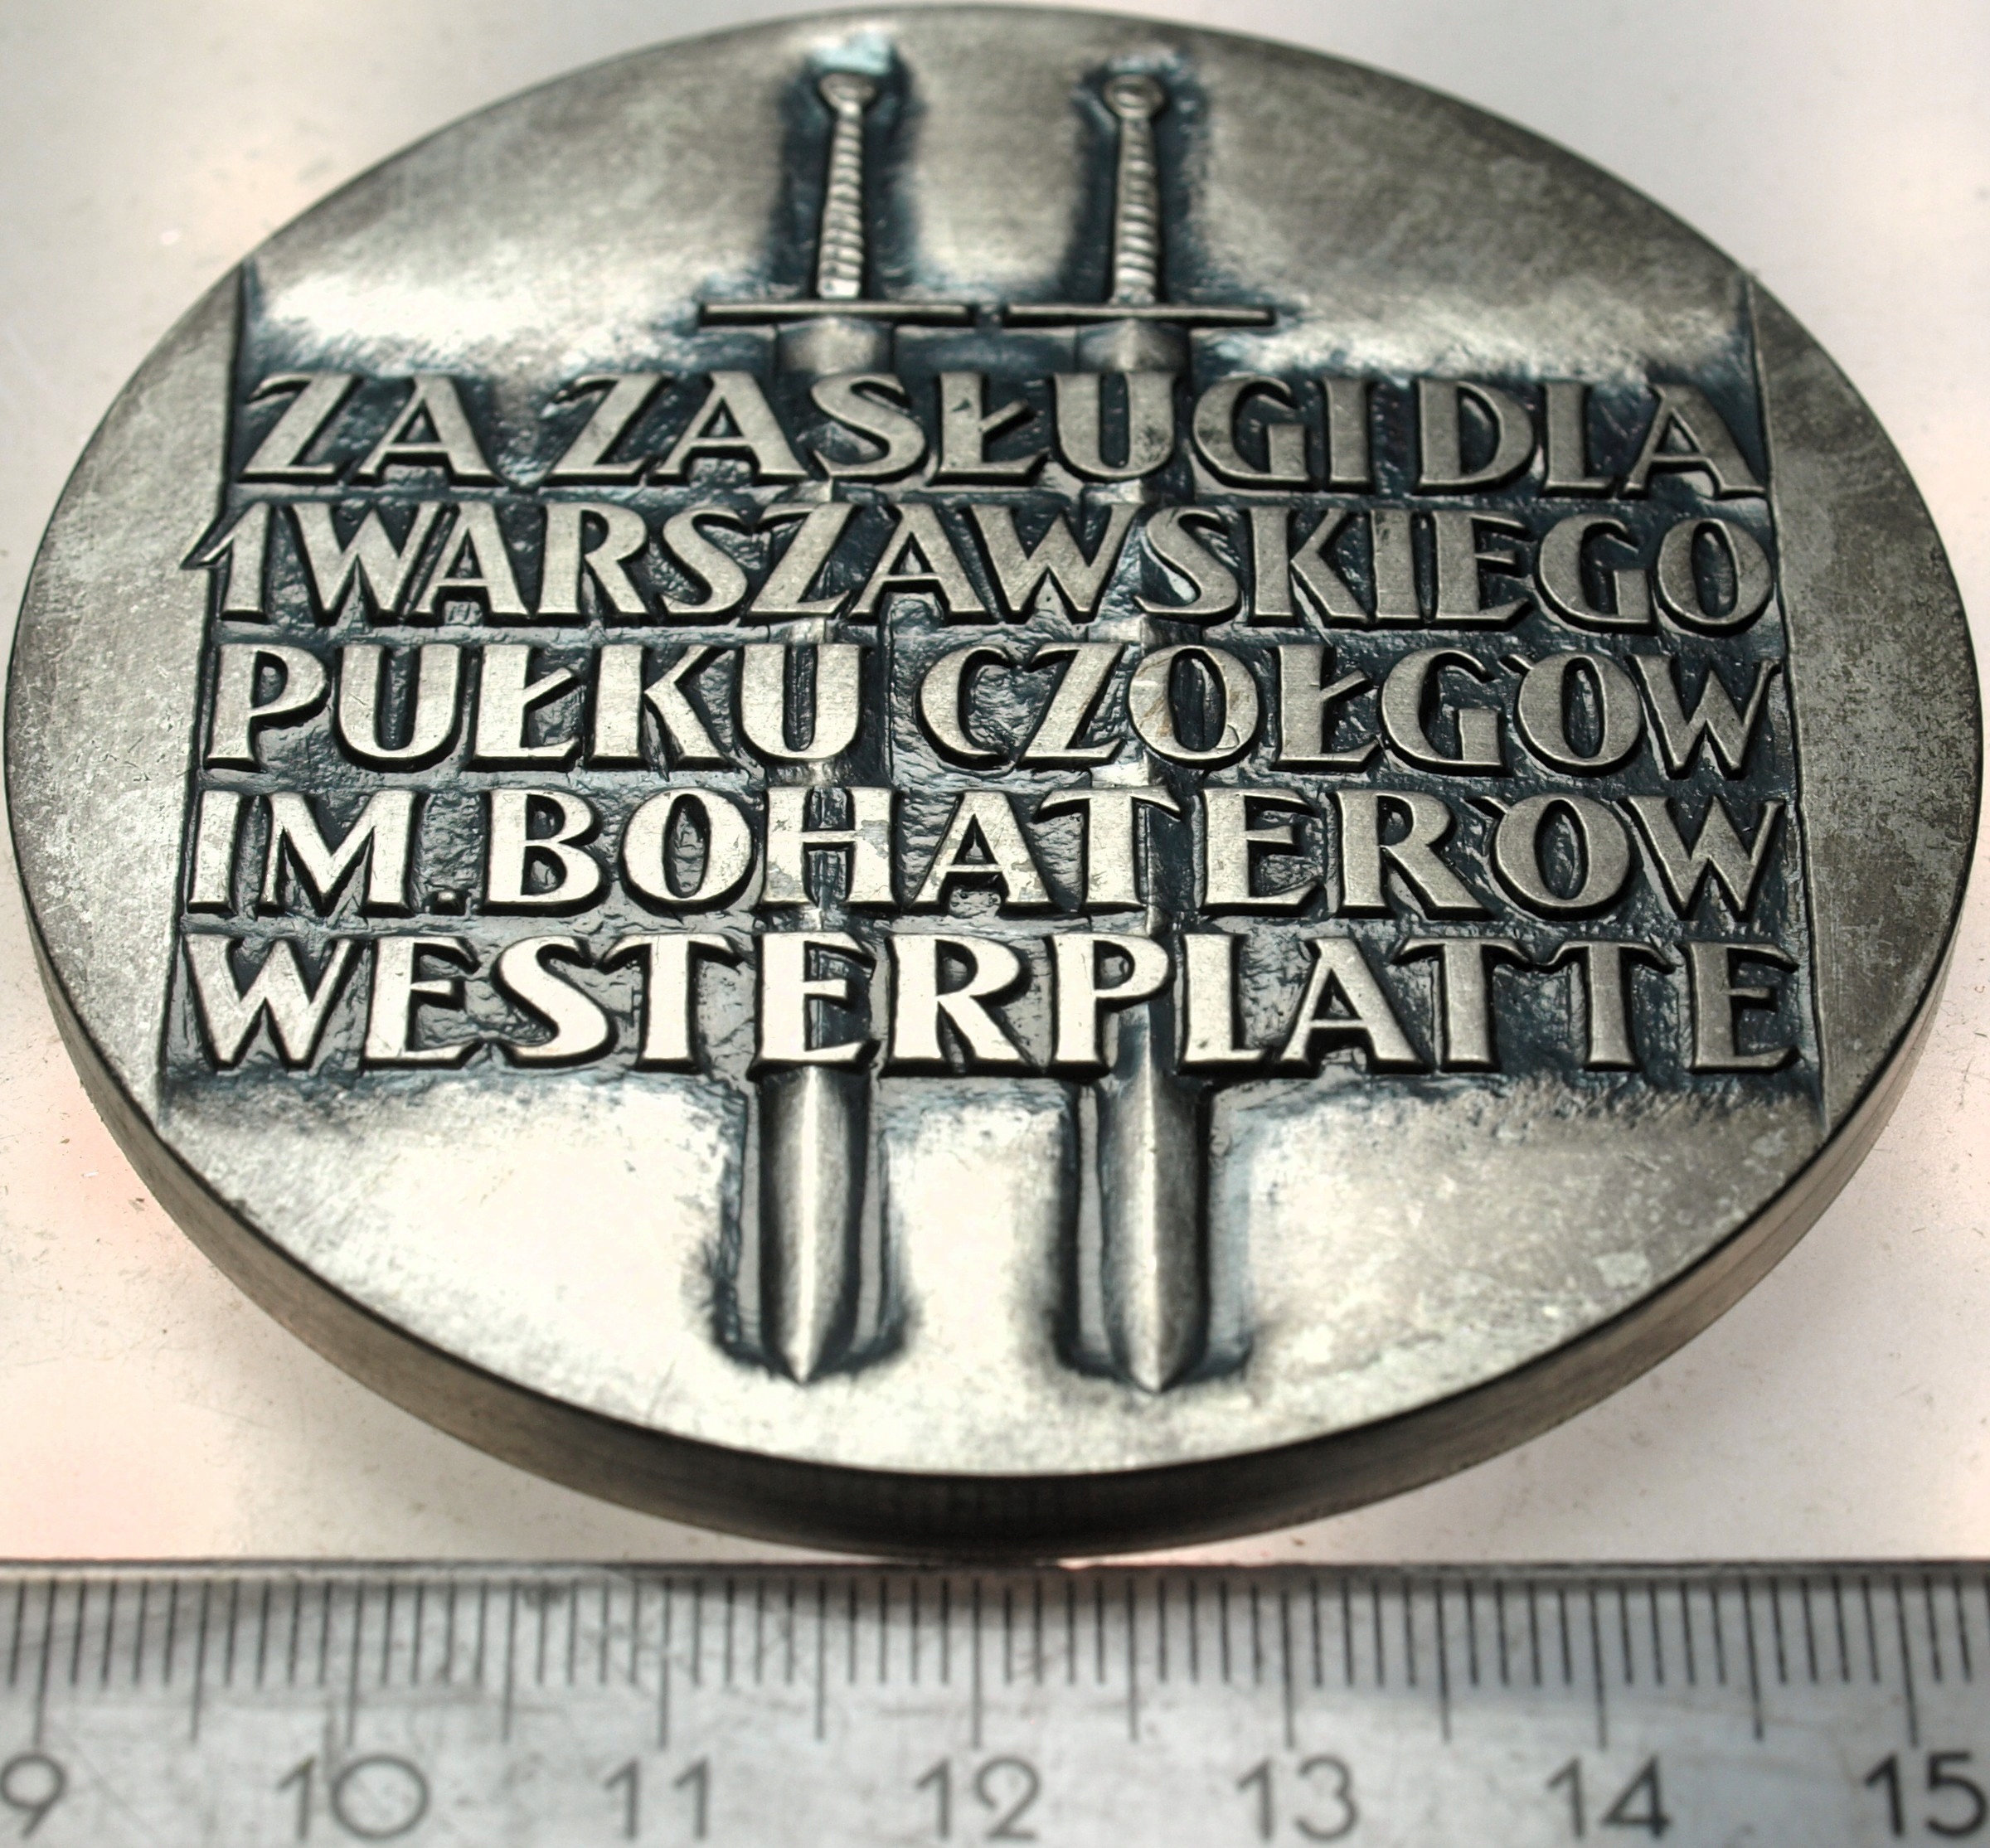 ZA ZASŁUGI DLA
1 WARSZAWSKIEGO
PUŁKU CZOŁGÓW
IM. BOHATERÓW
WESTERPLATTE
9 10 11 12 13 14 15